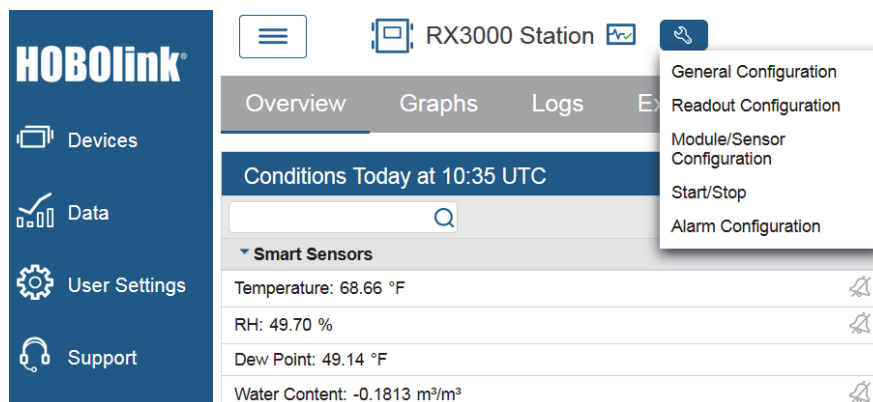 HOBOlink®
Devices
Data
User Settings
Support
RX3000 Station
General Configuration
Readout Configuration
Module/Sensor
Configuration
Start/Stop
Alarm Configuration
Overview Graphs Logs
Conditions Today at 10:35 UTC
Smart Sensors
Temperature: 68.66 °F
RH: 49.70 %
Dew Point: 49.14 °F
Water Content: -0.1813 m³/m³